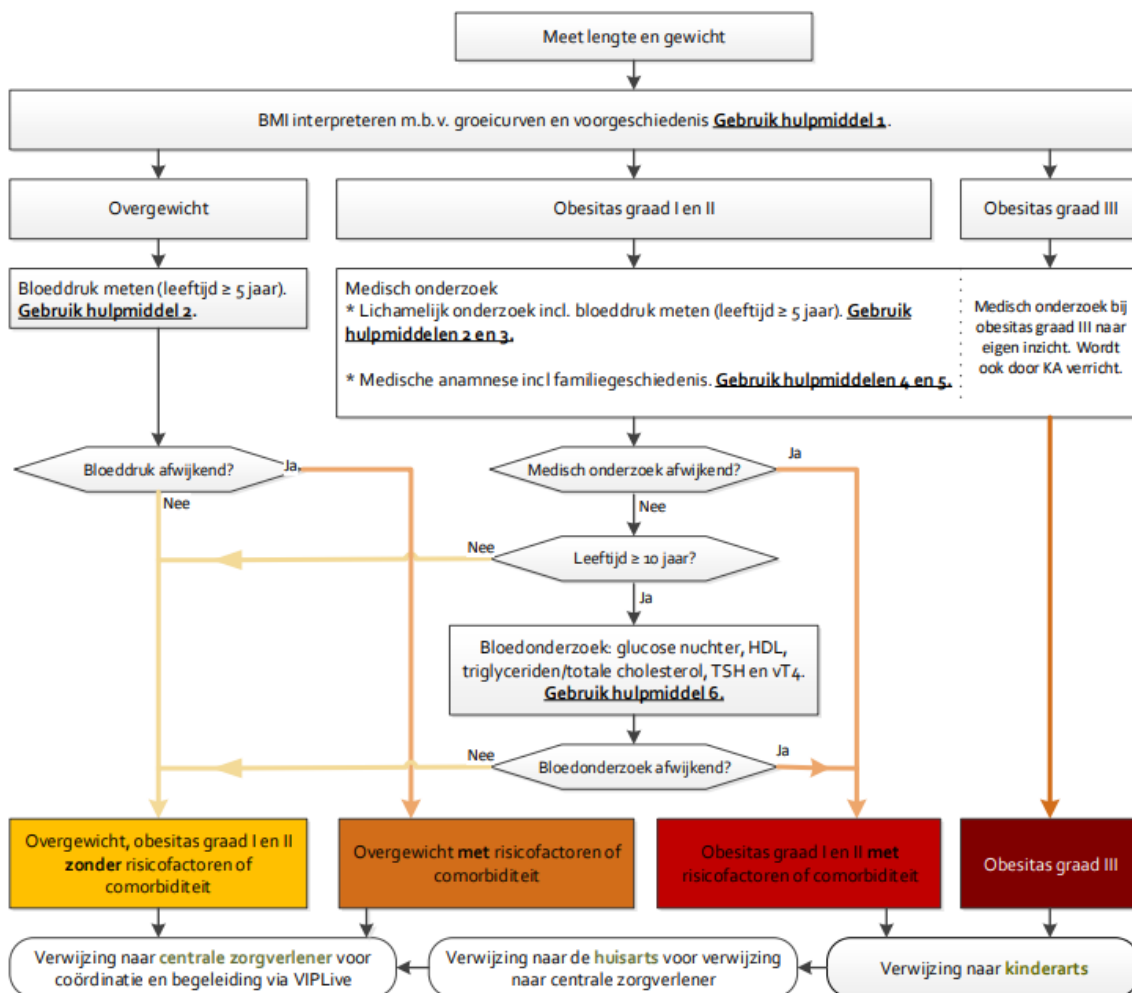 Meet lengte en gewicht
BMI interpreteren m.b.v. groeicurven en voorgeschiedenis Gebruik hulpmiddel 1.
Overgewicht
Obesitas graad I en II
Obesitas graad III
Bloeddruk meten (leeftijd ≥ 5 jaar).
Gebruik hulpmiddel 2.
Medisch onderzoek
* Lichamelijk onderzoek incl. bloeddruk meten (leeftijd ≥ 5 jaar). Gebruik
hulpmiddelen 2 en 3.
* Medische anamnese incl familiegeschiedenis. Gebruik hulpmiddelen 4 en 5.
Medisch onderzoek bij
obesitas graad III naar
eigen inzicht. Wordt
ook door KA verricht.
Bloeddruk afwijkend?
Ja
Nee
Medisch onderzoek afwijkend?
Ja
Nee
Leeftijd ≥ 10 jaar?
Nee
Ja
Bloedonderzoek: glucose nuchter, HDL,
triglyceriden/totale cholesterol, TSH en vT4.
Gebruik hulpmiddel 6.
Bloedonderzoek afwijkend?
Nee
Ja
Overgewicht, obesitas graad I en II
zonder risicofactoren of
comorbiditeit
Overgewicht met risicofactoren of
comorbiditeit
Obesitas graad I en II met
risicofactoren of comorbiditeit
Obesitas graad III
Verwijzing naar centrale zorgverlener voor
coördinatie en begeleiding via VIPLive
Verwijzing naar de huisarts voor verwijzing
naar centrale zorgverlener
Verwijzing naar kinderarts